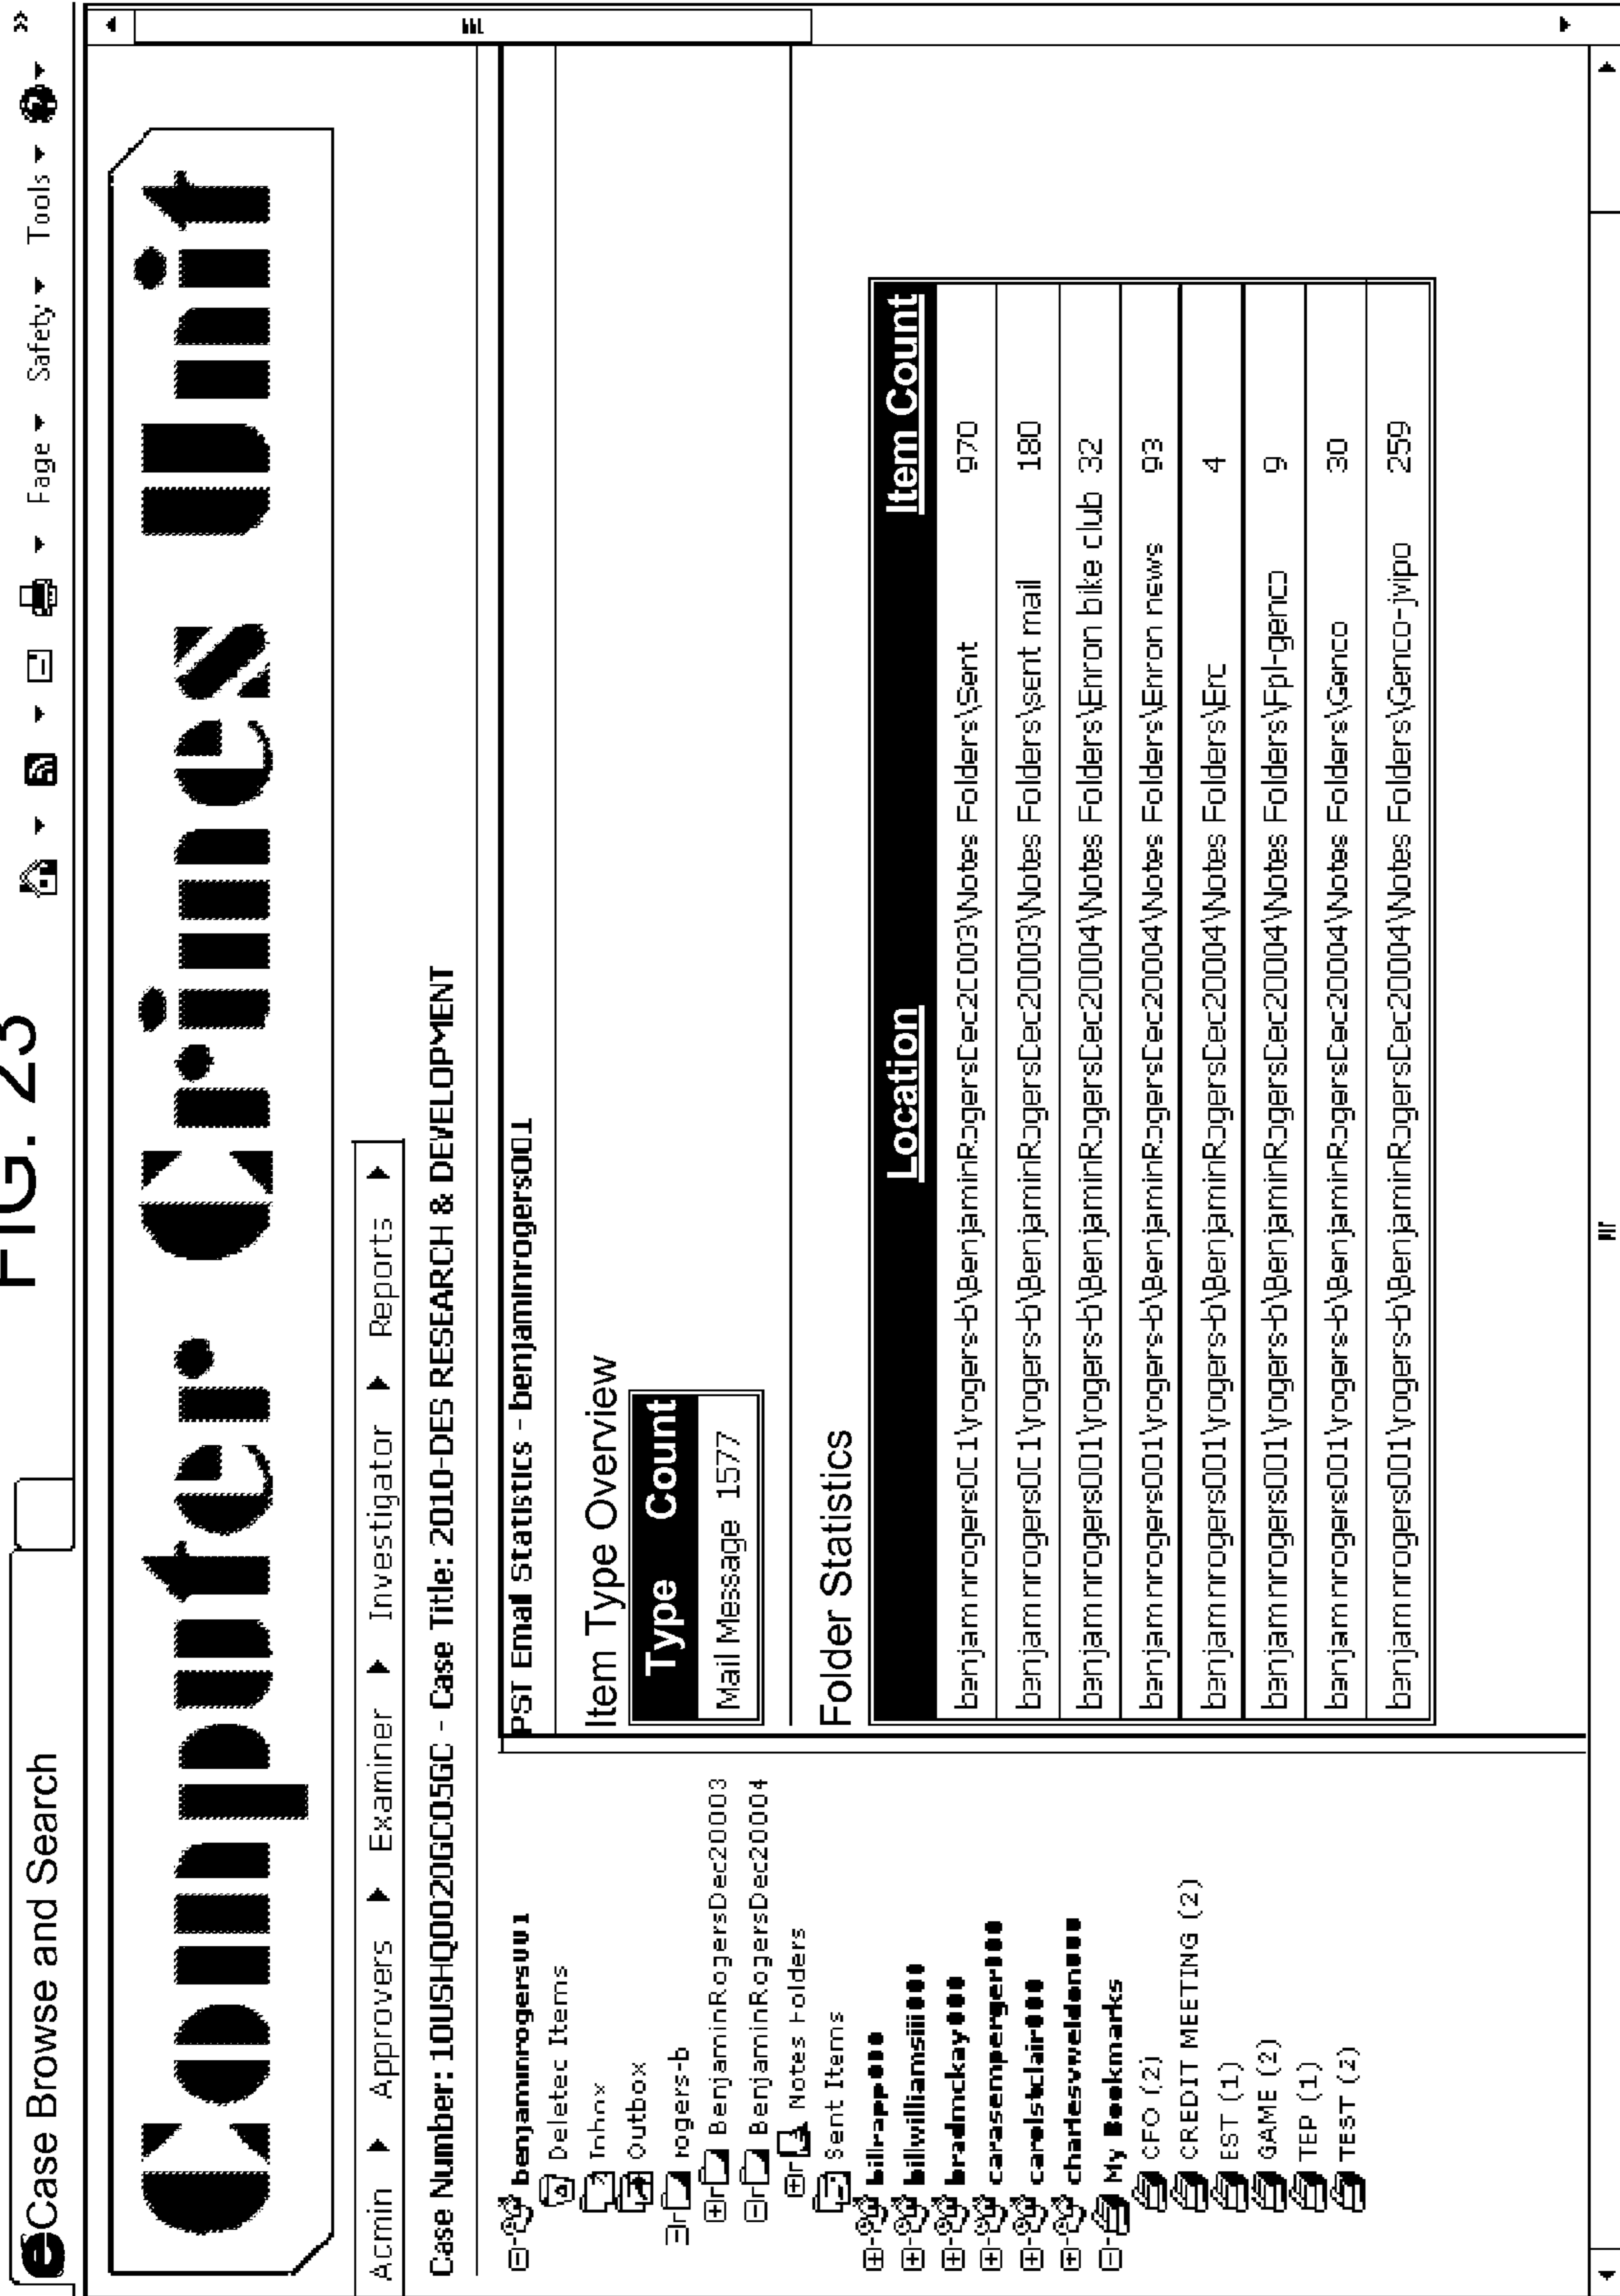 FIG. 23
eCase Browse and Search
Page Safety Tools
Computer Crimes Unit
Acmin Approvers Examiner Investigator Reports
Case Number: 10USHQ0020GC05GC - Case Title: 2010-DES RESEARCH & DEVELOPMENT
benjaminrogers001
Deletec Items
Inbox
Outbox
rogers-b
BenjaminRogersDec20003
BenjaminRogersDec20004
Notes Folders
Sent Items
billrapp000
billwilliamsiii000
bradmckay000
carasemperger000
carolstclair000
charlesweldon000
My Bookmarks
CFO (2)
CREDIT MEETING (2)
EST (1)
GAME (2)
TEP (1)
TEST (2)
PST Email Statistics - benjaminrogers001
Item Type Overview
Type Count
Mail Message 1577
Folder Statistics
Location Item Count
benjaminrogers001\rogers-b\BenjaminRogersDec20003\Notes Folders\Sent 970
benjaminrogers001\rogers-b\BenjaminRogersDec20003\Notes Folders\sent mail 180
benjaminrogers001\rogers-b\BenjaminRogersDec20004\Notes Folders\Enron bike club 32
benjaminrogers001\rogers-b\BenjaminRogersDec20004\Notes Folders\Enron news 93
benjaminrogers001\rogers-b\BenjaminRogersDec20004\Notes Folders\Erc 4
benjaminrogers001\rogers-b\BenjaminRogersDec20004\Notes Folders\Fpl-genco 9
benjaminrogers001\rogers-b\BenjaminRogersDec20004\Notes Folders\Genco 30
benjaminrogers001\rogers-b\BenjaminRogersDec20004\Notes Folders\Genco-jvipo 259